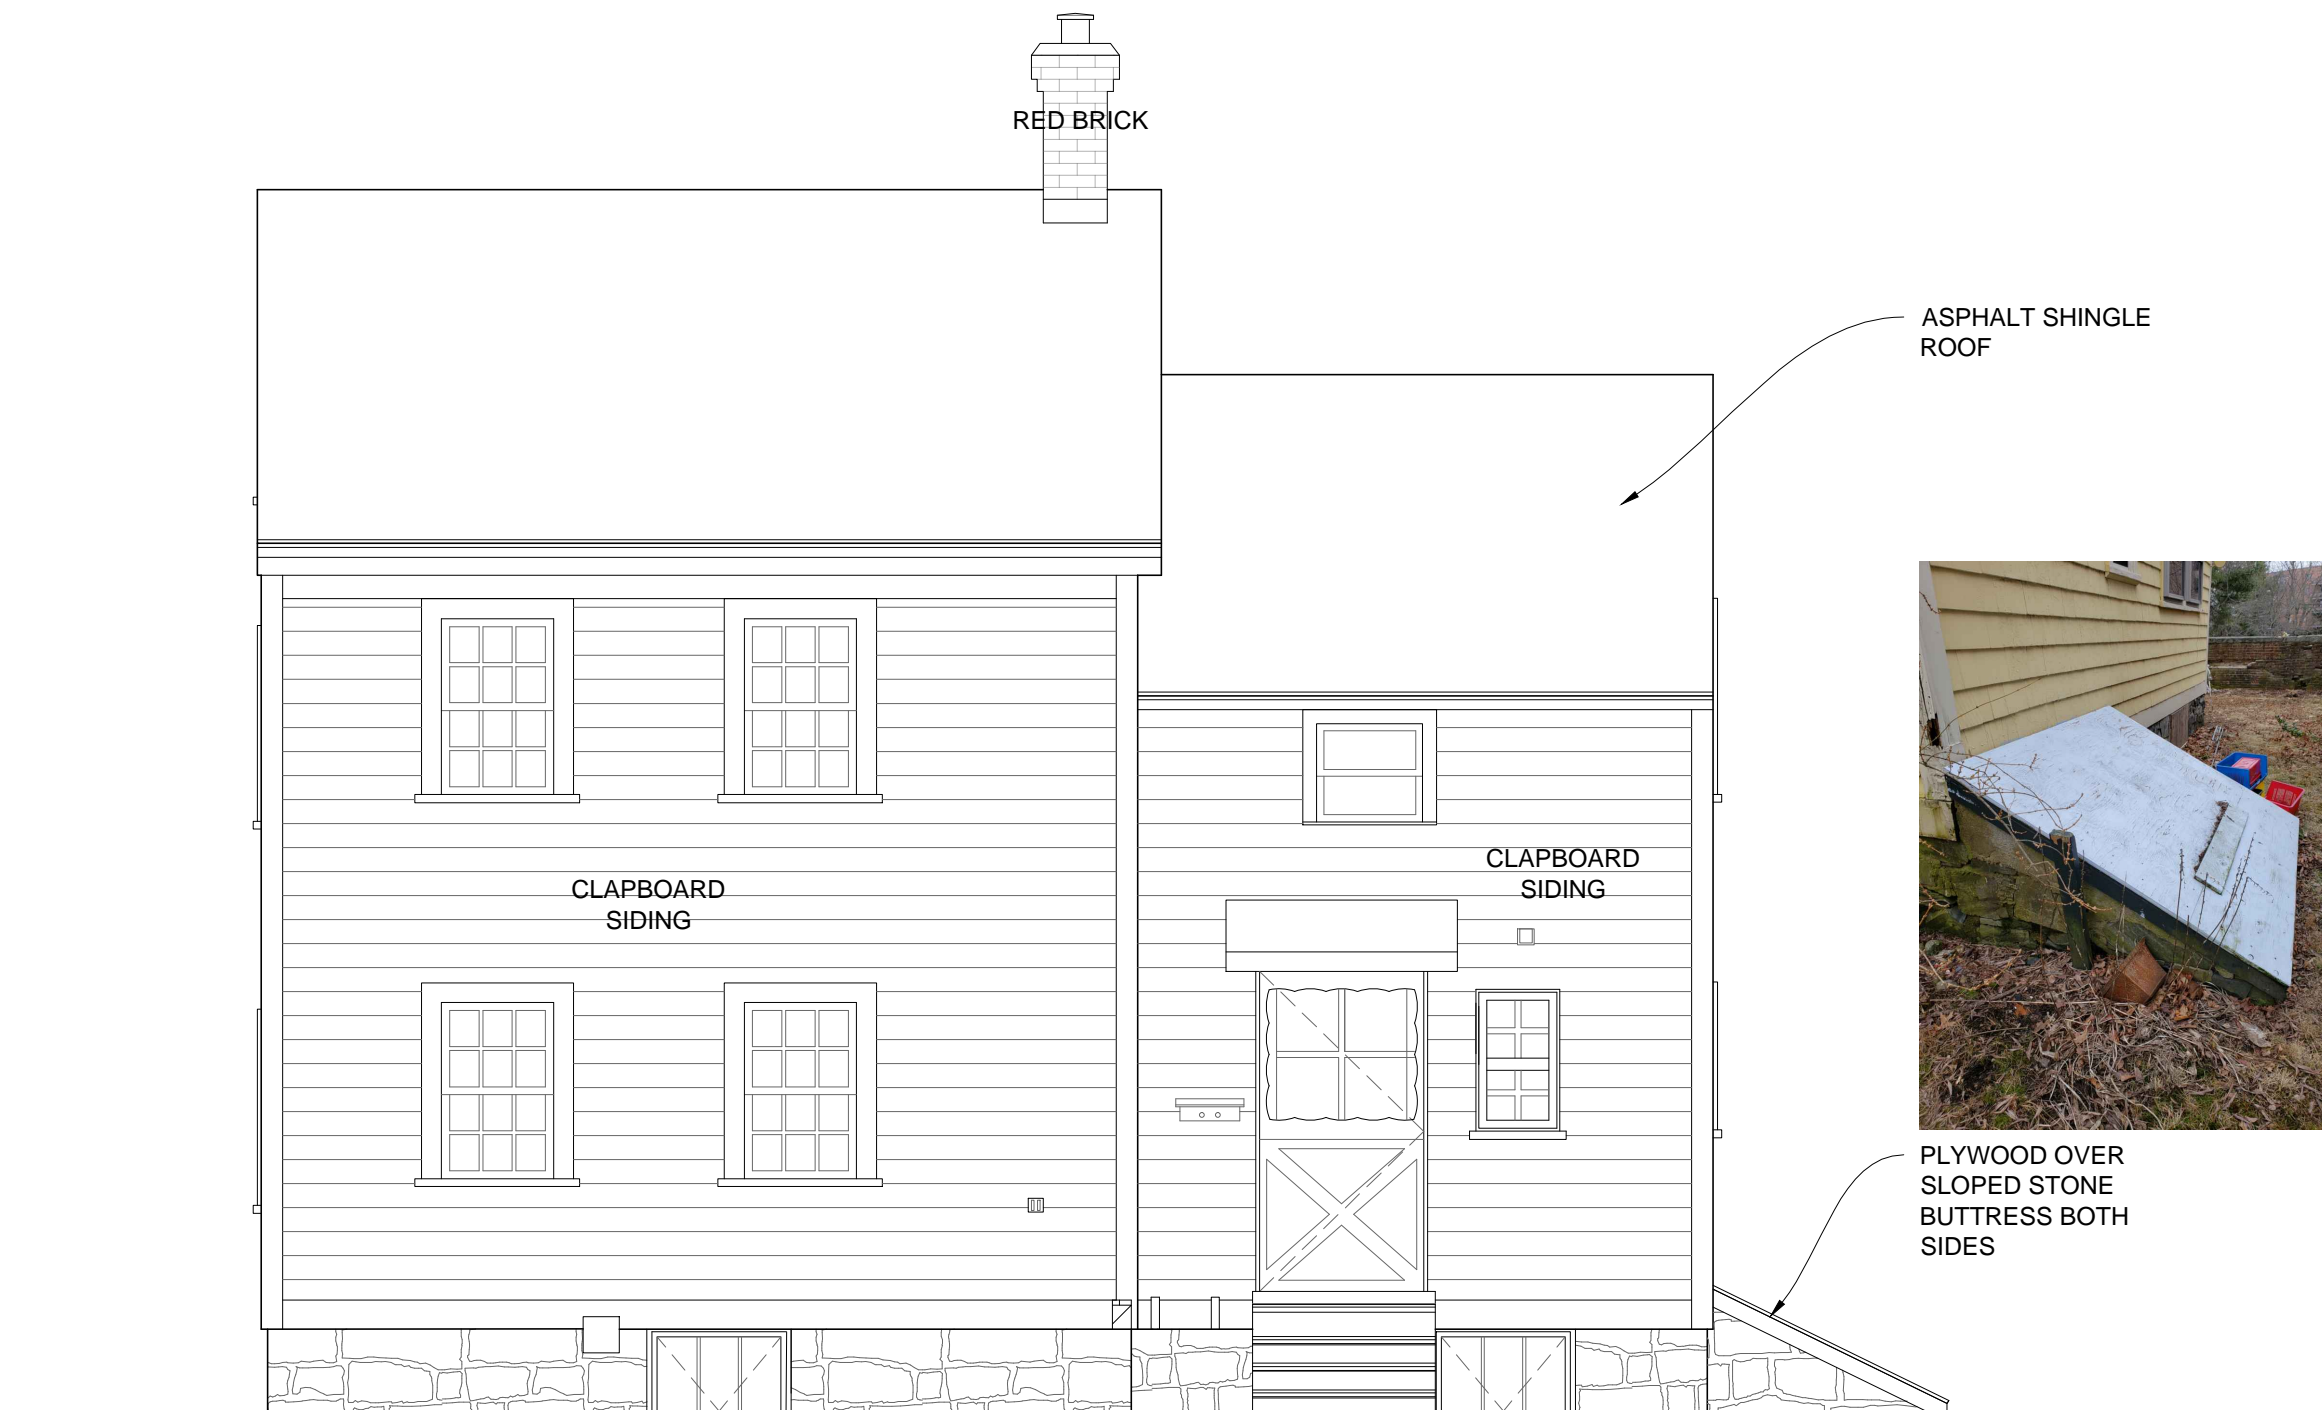 RED BRICK
ASPHALT SHINGLE
ROOF
CLAPBOARD
SIDING
CLAPBOARD
SIDING
PLYWOOD OVER
SLOPED STONE
BUTTRESS BOTH
SIDES